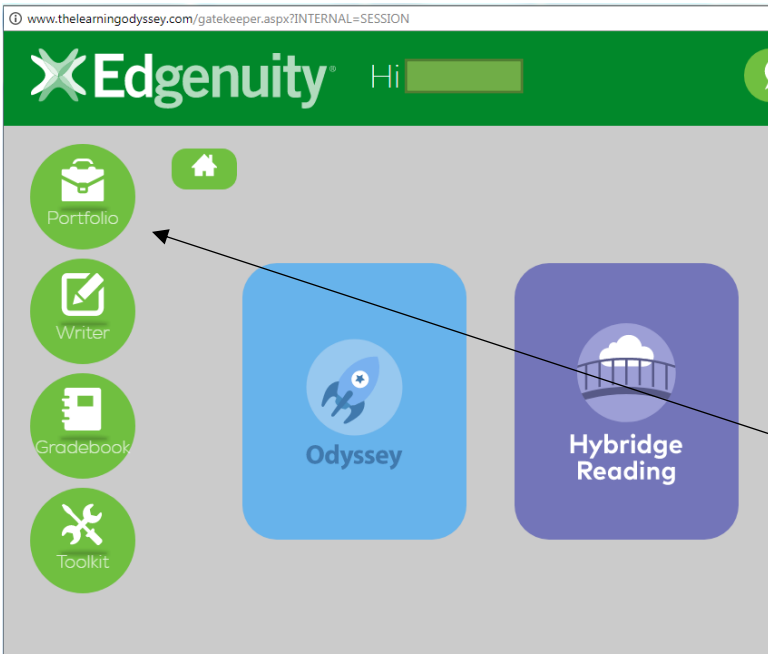 www.thelearningodyssey.com/gatekeeper.aspx?INTERNAL=SESSION
Edgenuity® Hi
Portfolio
Writer
Gradebook
Toolkit
Odyssey
Hybridge
Reading